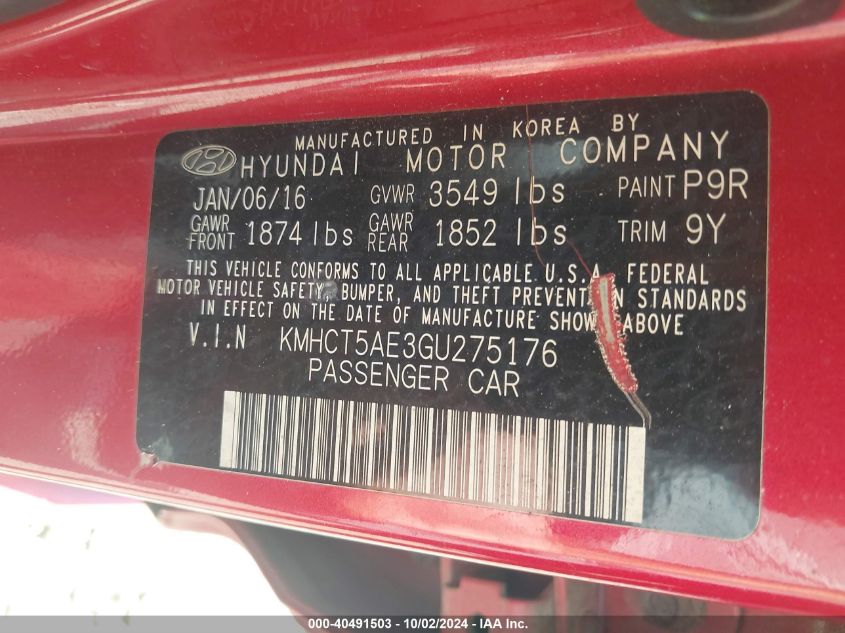 MANUFACTURED IN KOREA BY
HYUNDAI MOTOR COMPANY
JAN/06/16 GVWR 3549 lbs PAINT P9R
GAWR FRONT 1874 lbs GAWR REAR 1852 lbs TRIM 9Y
THIS VEHICLE CONFORMS TO ALL APPLICABLE U.S.A. FEDERAL
MOTOR VEHICLE SAFETY, BUMPER, AND THEFT PREVENTION STANDARDS
IN EFFECT ON THE DATE OF MANUFACTURE SHOWN ABOVE
V.I.N KMHCT5AE3GU275176
PASSENGER CAR
000-40491503 - 10/02/2024 - IAA Inc.